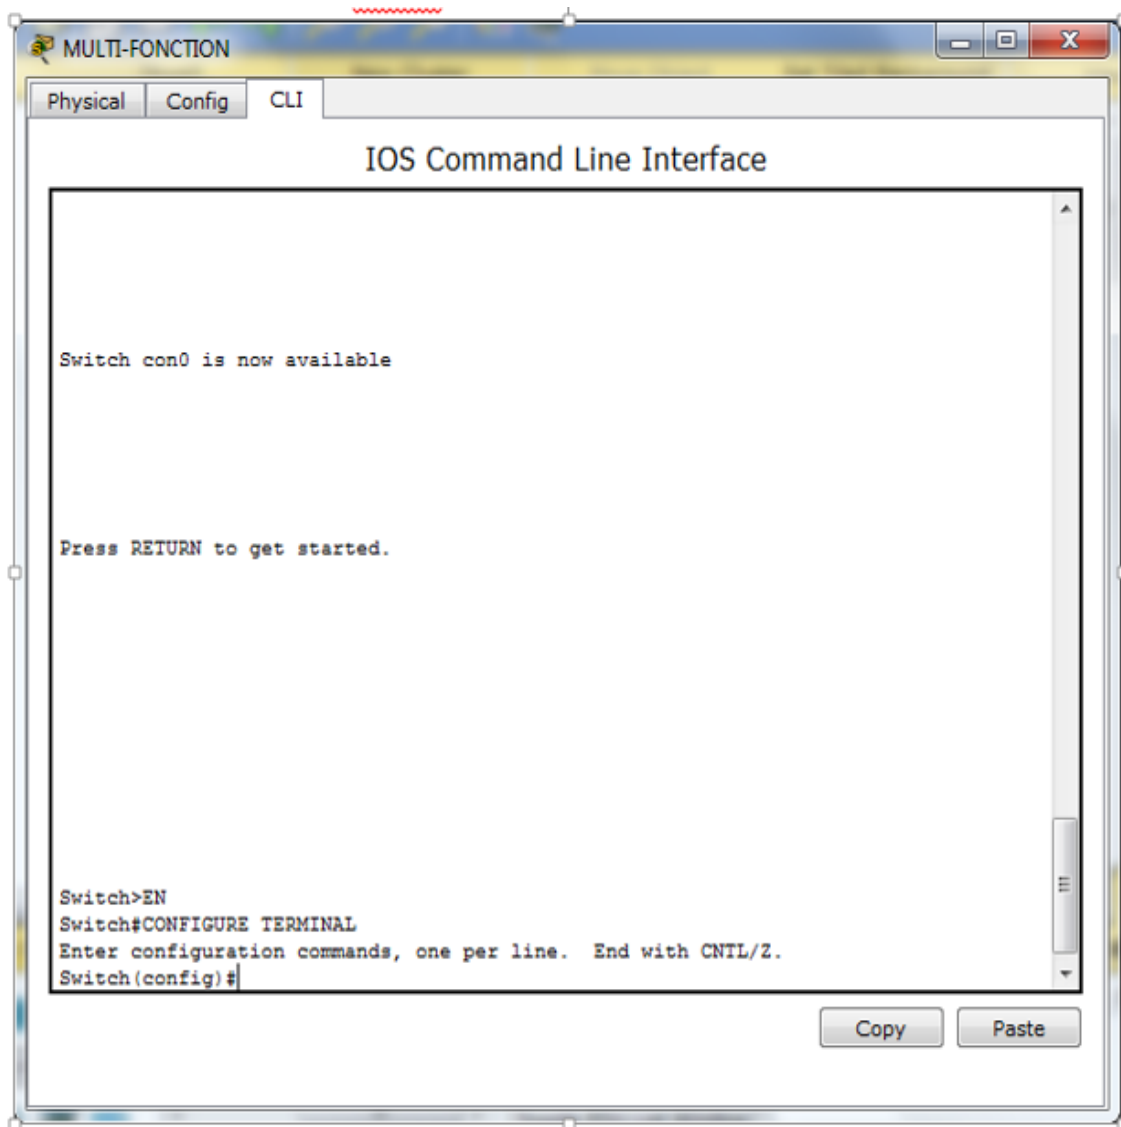 MULTI-FONCTION
Physical Config CLI
IOS Command Line Interface
Switch con0 is now available
Press RETURN to get started.
Switch>EN
Switch#CONFIGURE TERMINAL
Enter configuration commands, one per line.  End with CNTL/Z.
Switch(config)#
Copy Paste